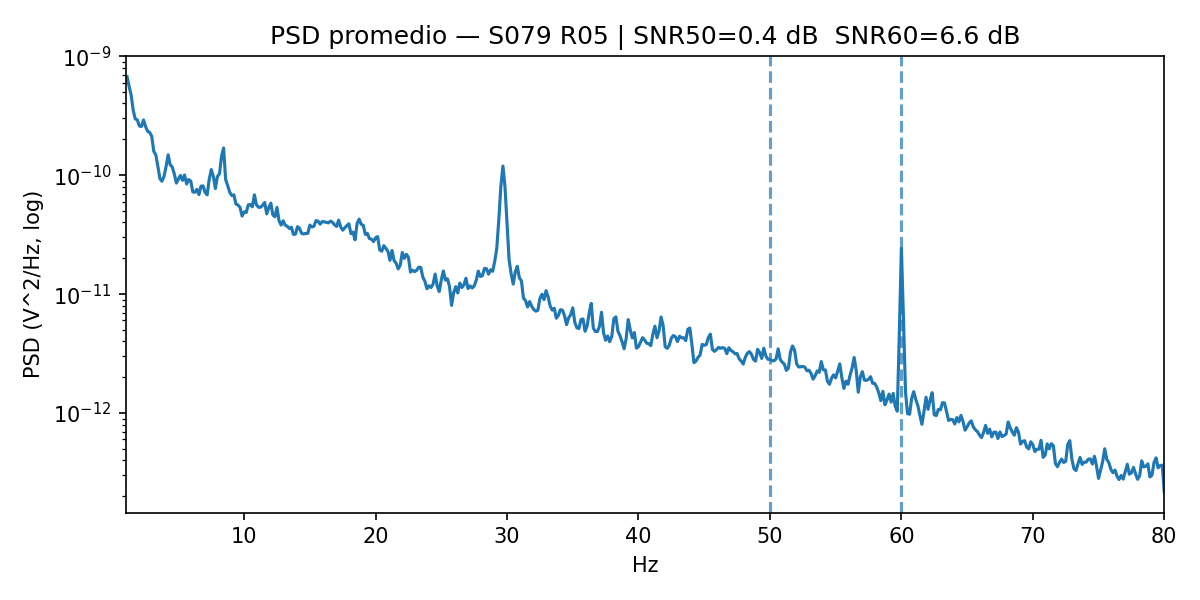 PSD promedio — S079 R05 | SNR50=0.4 dB  SNR60=6.6 dB
PSD (V^2/Hz, log)
10⁻⁹
10⁻¹⁰
10⁻¹¹
10⁻¹²
10 20 30 40 50 60 70 80
Hz